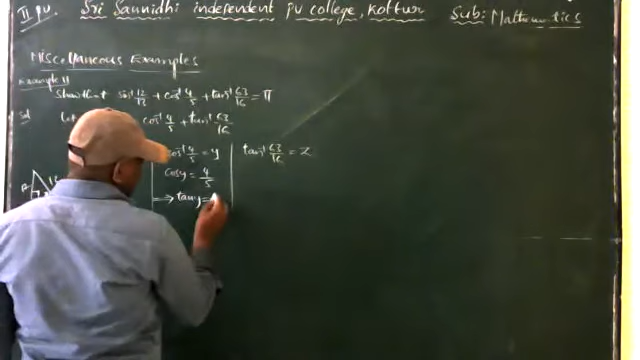 II PU. Sri Sannidhi independent PU college, Kottur Sub: Mathematics
Miscellaneous Examples
Example 11
Show that sin⁻¹ 12/13 + cos⁻¹ 4/5 + tan⁻¹ 63/16 = π
Sol Let cos⁻¹ 4/5 + tan⁻¹ 63/16
cos⁻¹ 4/5 = y tan⁻¹ 63/16 = z
cos y = 4/5
⟹ tan y =